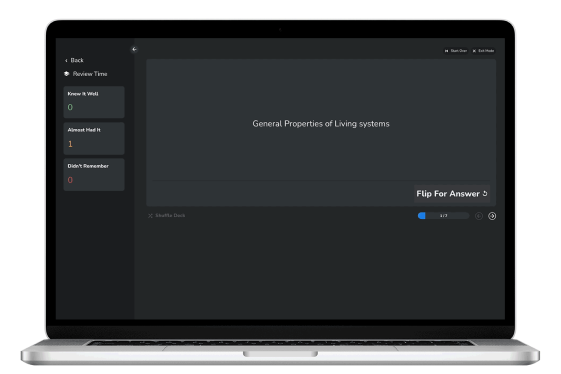 Start Over
Exit Mode
Back
Review Time
Know It Well
0
Almost Had It
1
Didn't Remember
0
General Properties of Living systems
Flip For Answer
Shuffle Deck
1/7